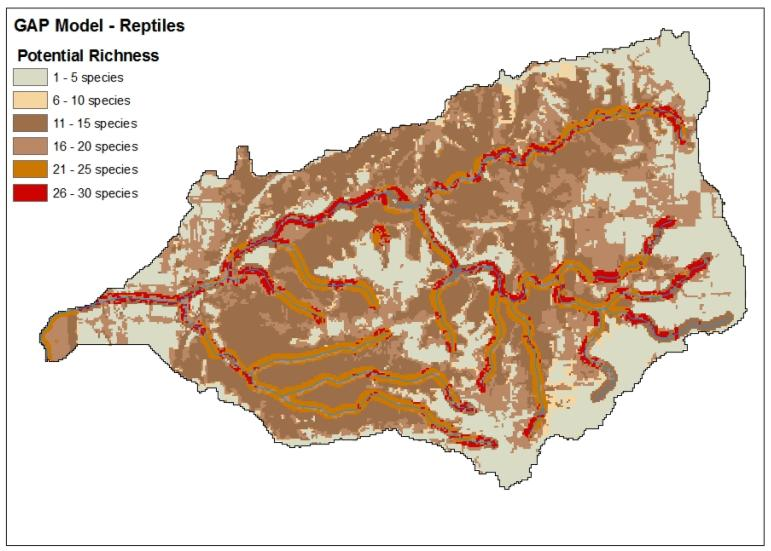 GAP Model - Reptiles
Potential Richness
1 - 5 species
6 - 10 species
11 - 15 species
16 - 20 species
21 - 25 species
26 - 30 species